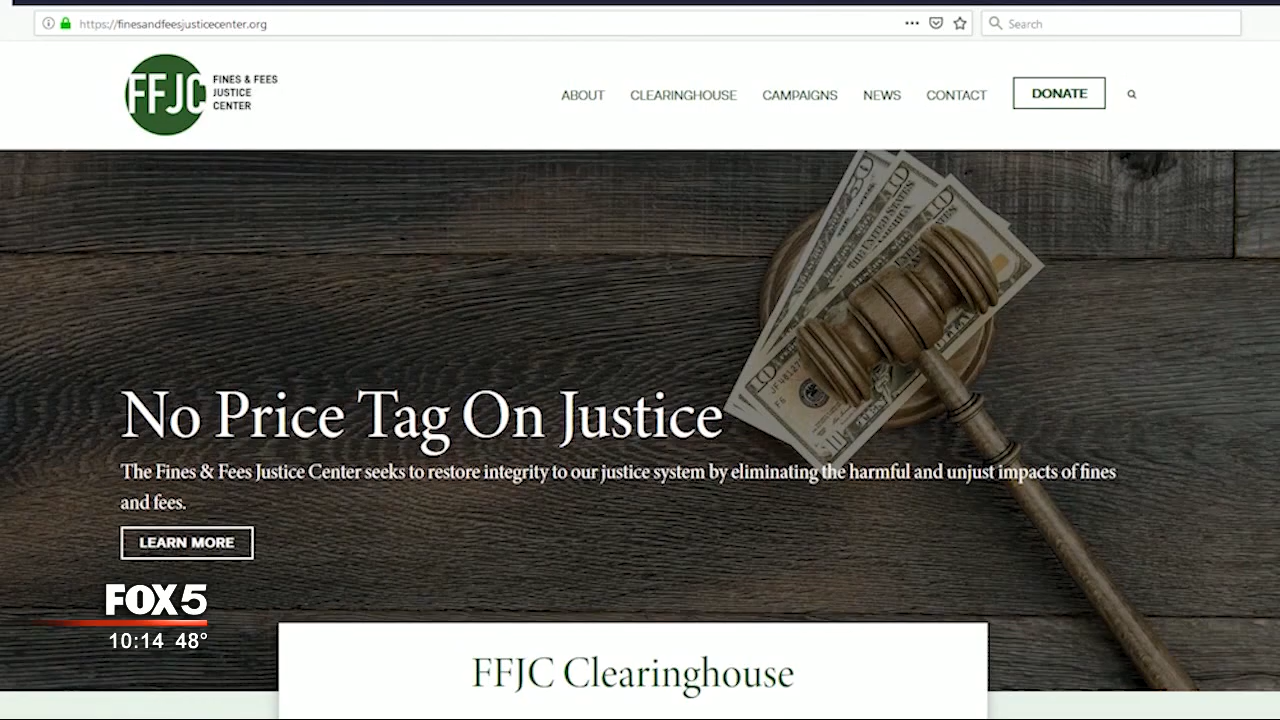 https://finesandfeesjusticecenter.org
Search
FFJC
FINES & FEES
JUSTICE
CENTER
ABOUT CLEARINGHOUSE CAMPAIGNS NEWS CONTACT DONATE
No Price Tag On Justice
The Fines & Fees Justice Center seeks to restore integrity to our justice system by eliminating the harmful and unjust impacts of fines
and fees.
LEARN MORE
FOX 5
10:14 48°
FFJC Clearinghouse